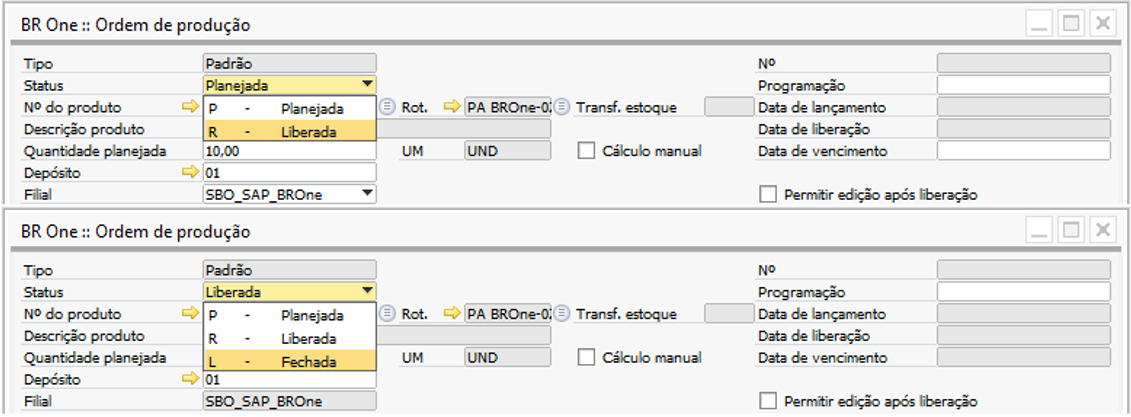 BR One :: Ordem de produção
Tipo Padrão Nº
Status Planejada Programação
Nº do produto P - Planejada Rot. PA BROne-02 Transf. estoque Data de lançamento
Descrição produto R - Liberada Data de liberação
Quantidade planejada 10,00 UM UND Cálculo manual Data de vencimento
Depósito 01
Filial SBO_SAP_BROne Permitir edição após liberação
BR One :: Ordem de produção
Tipo Padrão Nº
Status Liberada Programação
Nº do produto P - Planejada Rot. PA BROne-02 Transf. estoque Data de lançamento
Descrição produto R - Liberada Data de liberação
Quantidade planejada L - Fechada UM UND Cálculo manual Data de vencimento
Depósito 01
Filial SBO_SAP_BROne Permitir edição após liberação